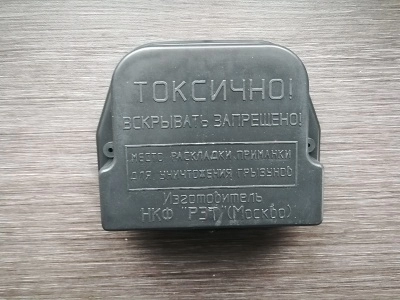 ТОКСИЧНО!
ВСКРЫВАТЬ ЗАПРЕЩЕНО!
МЕСТО РАСКЛАДКИ ПРИМАНКИ
ДЛЯ УНИЧТОЖЕНИЯ ГРЫЗУНОВ
Изготовитель
НКФ "РЭТ"(Москва)